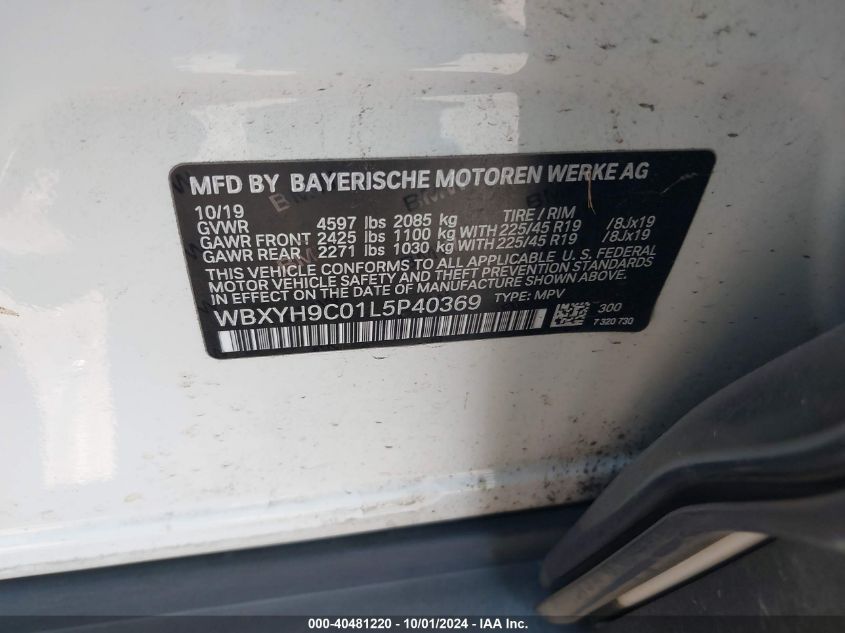 MFD BY BAYERISCHE MOTOREN WERKE AG
10/19 TIRE / RIM
GVWR 4597 lbs 2085 kg
GAWR FRONT 2425 lbs 1100 kg WITH 225/45 R19 /8Jx19
GAWR REAR 2271 lbs 1030 kg WITH 225/45 R19 /8Jx19
THIS VEHICLE CONFORMS TO ALL APPLICABLE U.S. FEDERAL
MOTOR VEHICLE SAFETY AND THEFT PREVENTION STANDARDS
IN EFFECT ON THE DATE OF MANUFACTURE SHOWN ABOVE.
WBXYH9C01L5P40369 TYPE: MPV
300
7 320 730
000-40481220 - 10/01/2024 - IAA Inc.